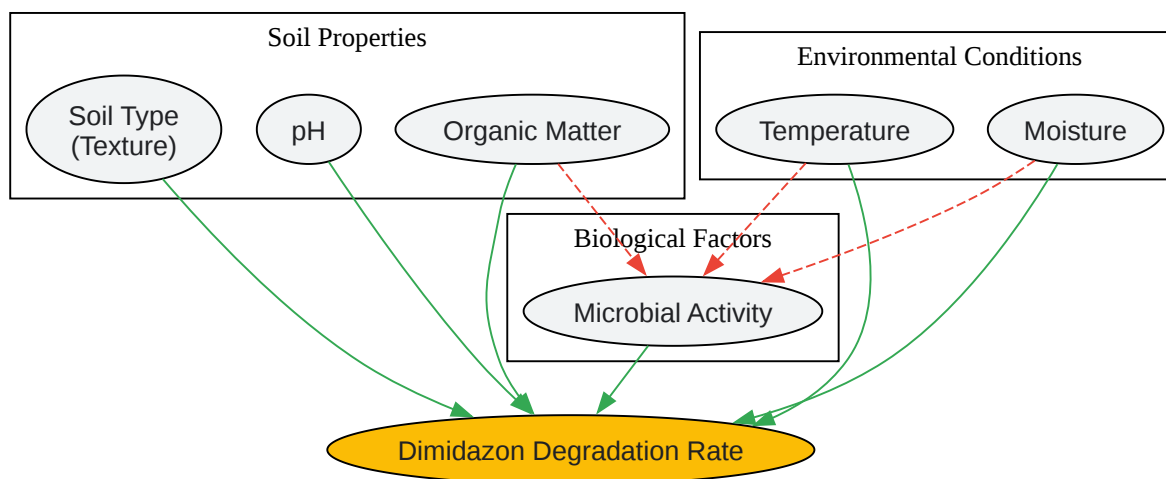 Soil Properties
Environmental Conditions
Soil Type
(Texture)
pH
Organic Matter
Temperature
Moisture
Biological Factors
Microbial Activity
Dimidazon Degradation Rate